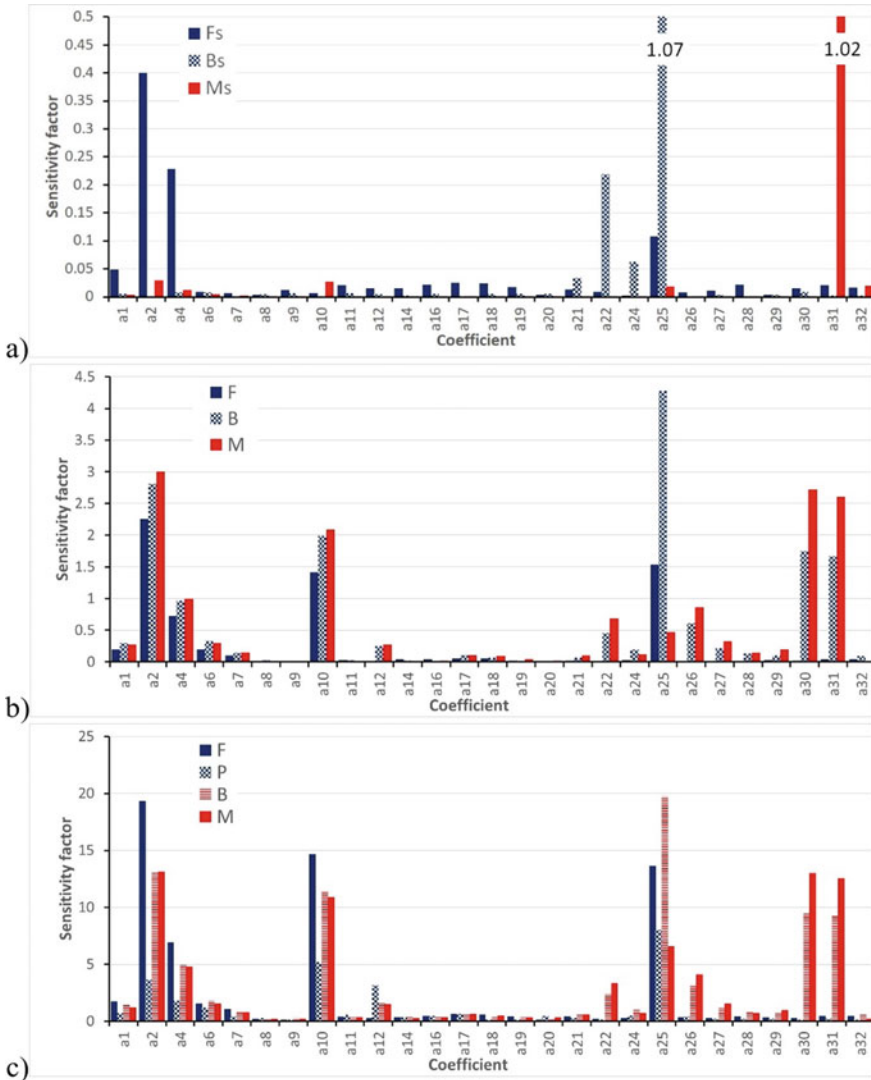 0.5
0.45
0.4
0.35
0.3
0.25
0.2
0.15
0.1
0.05
0
Sensitivity factor
Fs
Bs
Ms
1.07
1.02
a1 a2 a4 a6 a7 a8 a9 a10 a11 a12 a14 a16 a17 a18 a19 a20 a21 a22 a24 a25 a26 a27 a28 a29 a30 a31 a32
Coefficient
a)
4.5
4
3.5
3
2.5
2
1.5
1
0.5
0
Sensitivity factor
F
B
M
a1 a2 a4 a6 a7 a8 a9 a10 a11 a12 a14 a16 a17 a18 a19 a20 a21 a22 a24 a25 a26 a27 a28 a29 a30 a31 a32
Coefficient
b)
25
20
15
10
5
0
Sensitivity factor
F
P
B
M
a1 a2 a4 a6 a7 a8 a9 a10 a11 a12 a14 a16 a17 a18 a19 a20 a21 a22 a24 a25 a26 a27 a28 a29 a30 a31 a32
Coefficient
c)